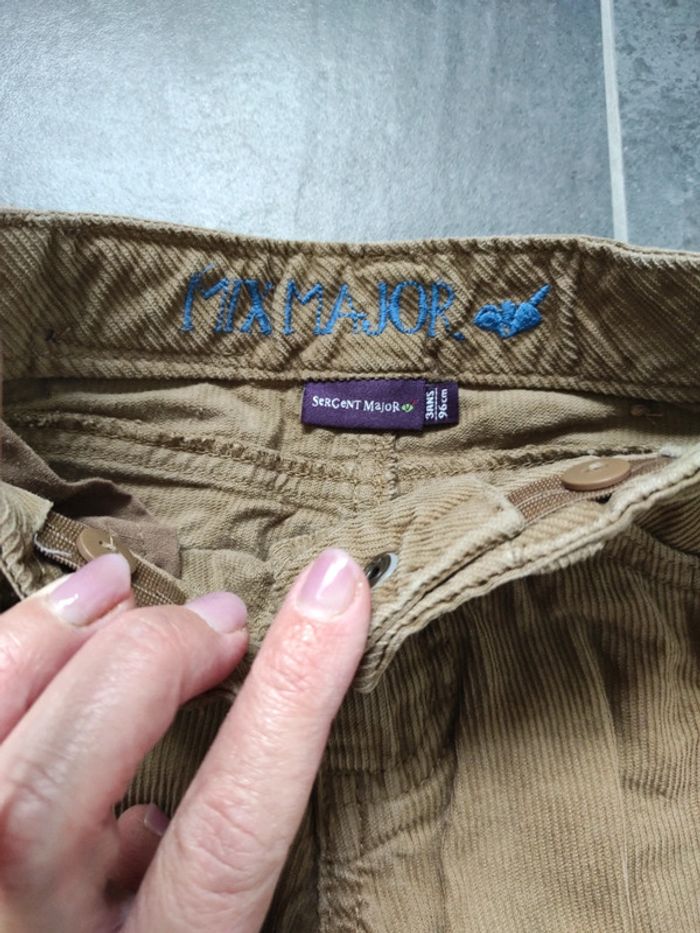 MIX MAJOR.
SeRGeNT MaJoR
3ANS
96cm